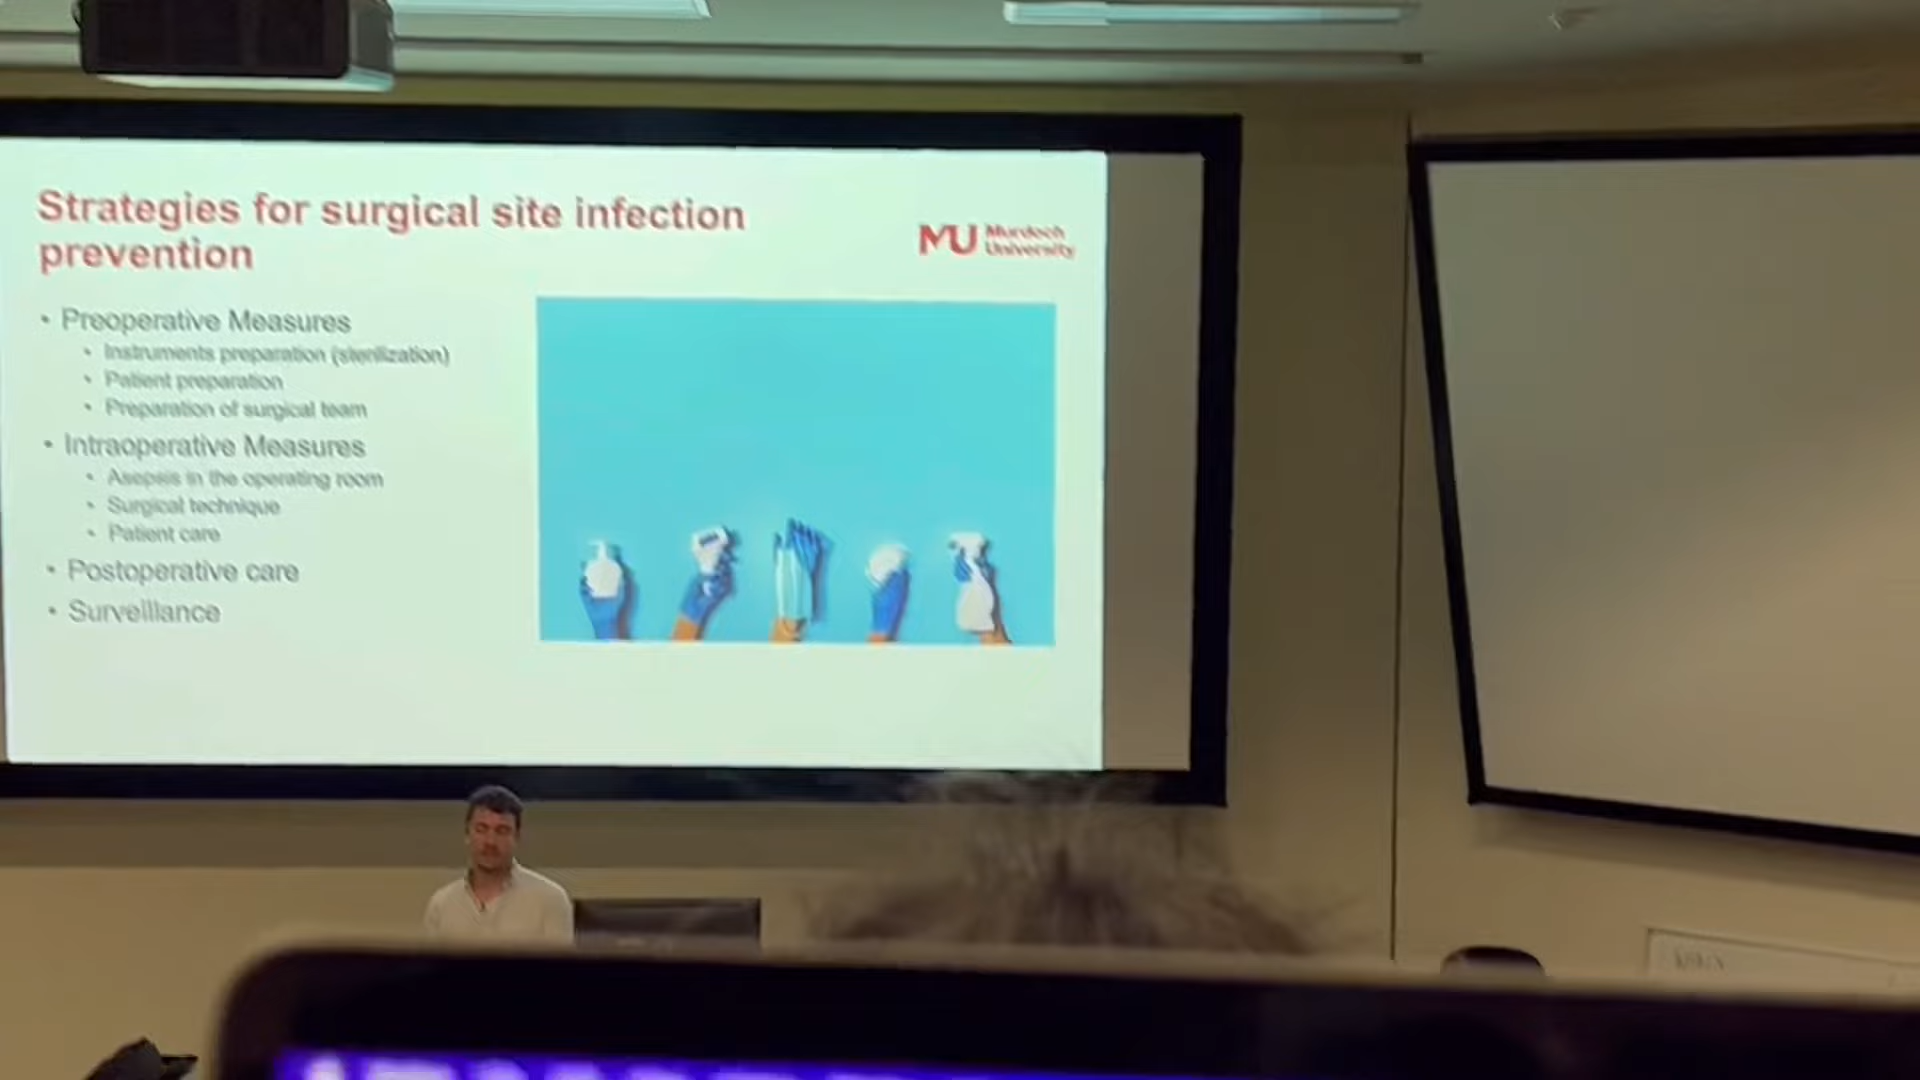 Strategies for surgical site infection
prevention
MU Murdoch
University
• Preoperative Measures
• Instruments preparation (sterilization)
• Patient preparation
• Preparation of surgical team
• Intraoperative Measures
• Asepsis in the operating room
• Surgical technique
• Patient care
• Postoperative care
• Surveillance